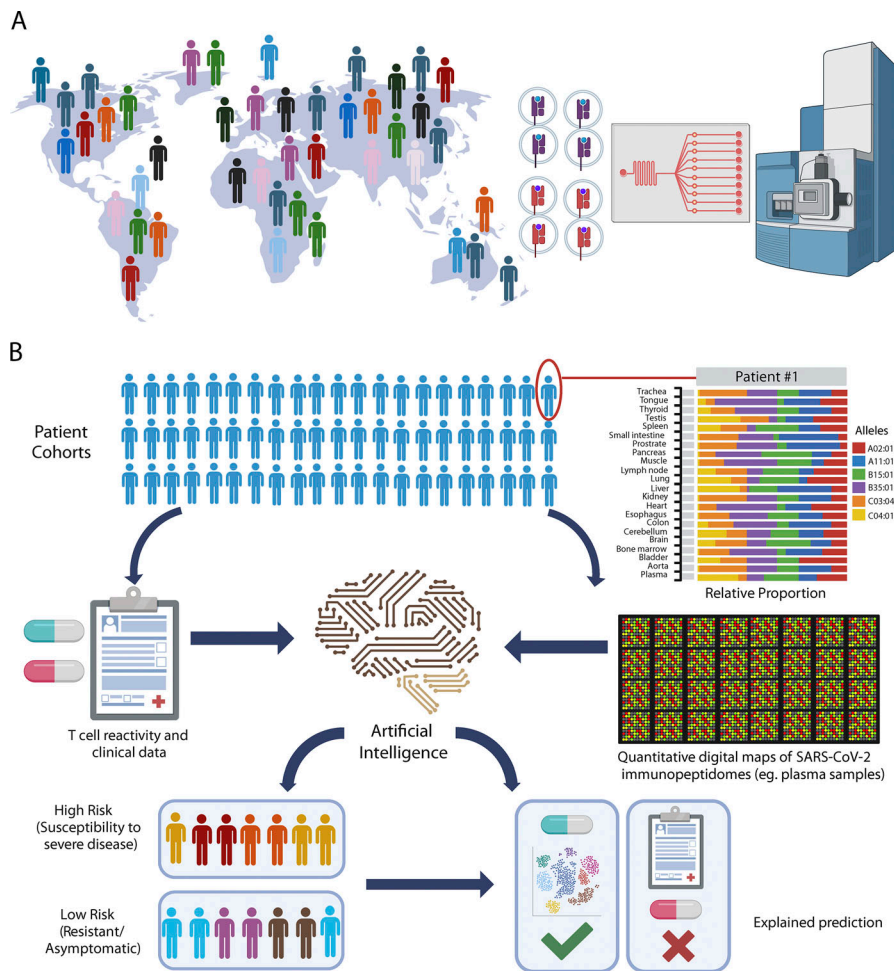 A
B
Patient
Cohorts
Patient #1
Trachea
Tongue
Thyroid
Testis
Spleen
Small intestine
Prostrate
Pancreas
Muscle
Lymph node
Lung
Liver
Kidney
Heart
Esophagus
Colon
Cerebellum
Brain
Bone marrow
Bladder
Aorta
Plasma
Relative Proportion
Alleles
A02:01
A11:01
B15:01
B35:01
C03:04
C04:01
T cell reactivity and
clinical data
Artificial
Intelligence
Quantitative digital maps of SARS-CoV-2
immunopeptidomes (eg. plasma samples)
High Risk
(Susceptibility to
severe disease)
Low Risk
(Resistant/
Asymptomatic)
Explained prediction